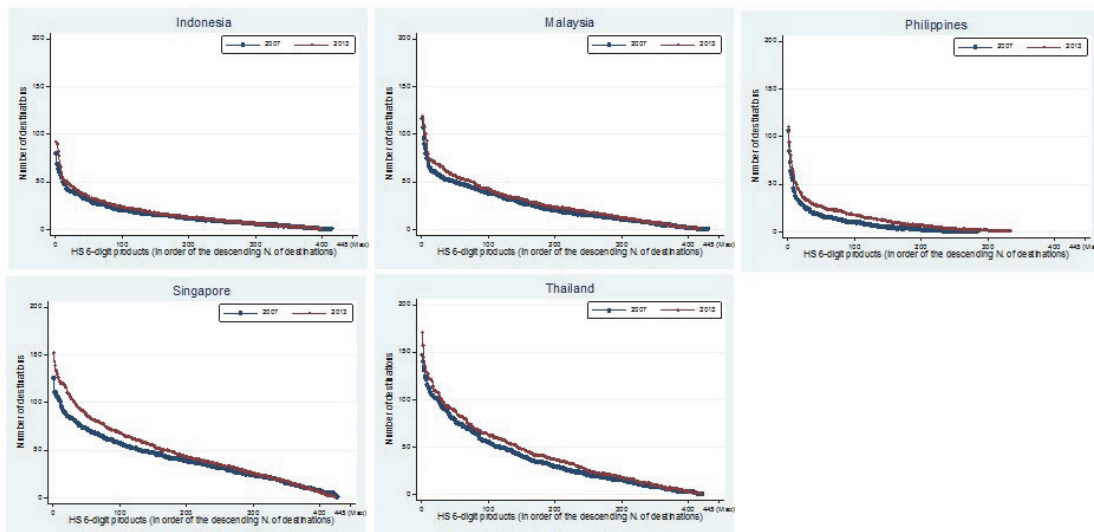 Indonesia
2007 2013
Number of destinations
200
150
100
50
0
0 100 200 300 400 445 (Max)
HS 6-digit products (in order of the descending N. of destinations)
Malaysia
2007 2013
Number of destinations
200
150
100
50
0
0 100 200 300 400 445 (Max)
HS 6-digit products (in order of the descending N. of destinations)
Philippines
2007 2013
Number of destinations
200
150
100
50
0
0 100 200 300 400 445 (Max)
HS 6-digit products (in order of the descending N. of destinations)
Singapore
2007 2013
Number of destinations
200
150
100
50
0
0 100 200 300 400 445 (Max)
HS 6-digit products (in order of the descending N. of destinations)
Thailand
2007 2013
Number of destinations
200
150
100
50
0
0 100 200 300 400 445 (Max)
HS 6-digit products (in order of the descending N. of destinations)